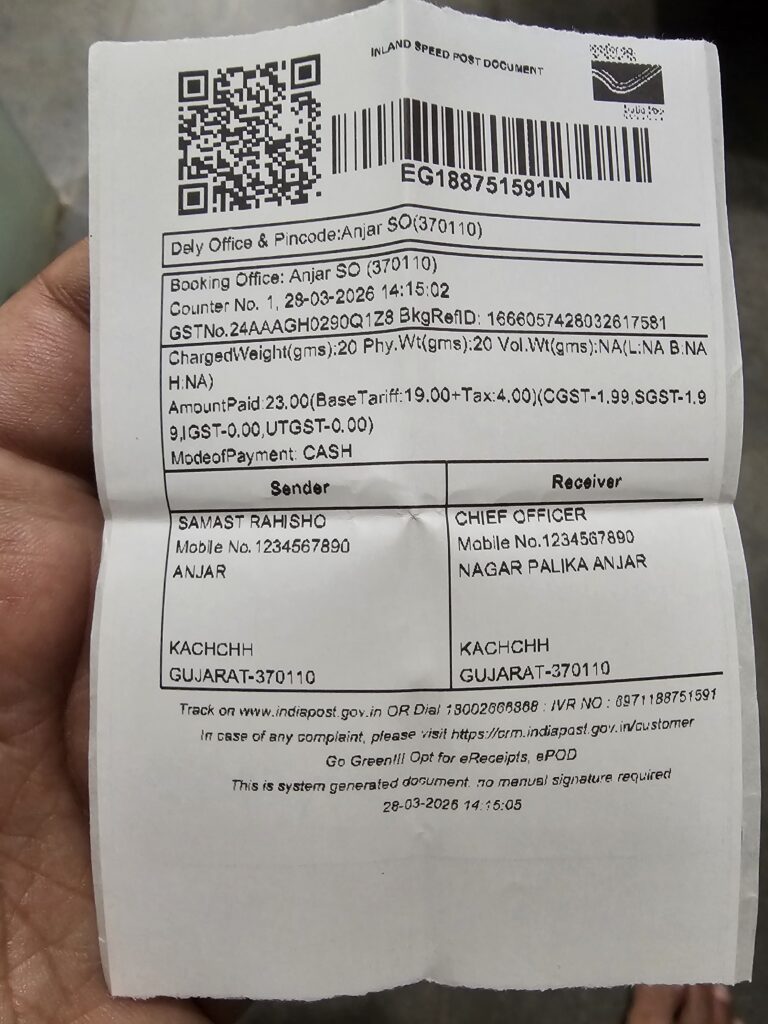 INLAND SPEED POST DOCUMENT
EG188751591IN
Dely Office & Pincode:Anjar SO(370110)
Booking Office: Anjar SO (370110)
Counter No. 1, 28-03-2026 14:15:02
GSTNo.24AAAGH0290Q1Z8 BkgRefID: 1666057428032617581
ChargedWeight(gms):20 Phy.Wt(gms):20 Vol.Wt(gms):NA(L:NA B:NA
H:NA)
AmountPaid:23.00(BaseTariff:19.00+Tax:4.00)(CGST-1.99,SGST-1.9
9,IGST-0.00,UTGST-0.00)
ModeofPayment: CASH
Sender
Receiver
SAMAST RAHISHO
Mobile No.1234567890
ANJAR
KACHCHH
GUJARAT-370110
CHIEF OFFICER
Mobile No.1234567890
NAGAR PALIKA ANJAR
KACHCHH
GUJARAT-370110
Track on www.indiapost.gov.in OR Dial 18002666868 : IVR NO : 6971188751591
In case of any complaint, please visit https://crm.indiapost.gov.in/customer
Go Green!!! Opt for eReceipts, ePOD
This is system generated document. no manual signature required
28-03-2026 14:15:05